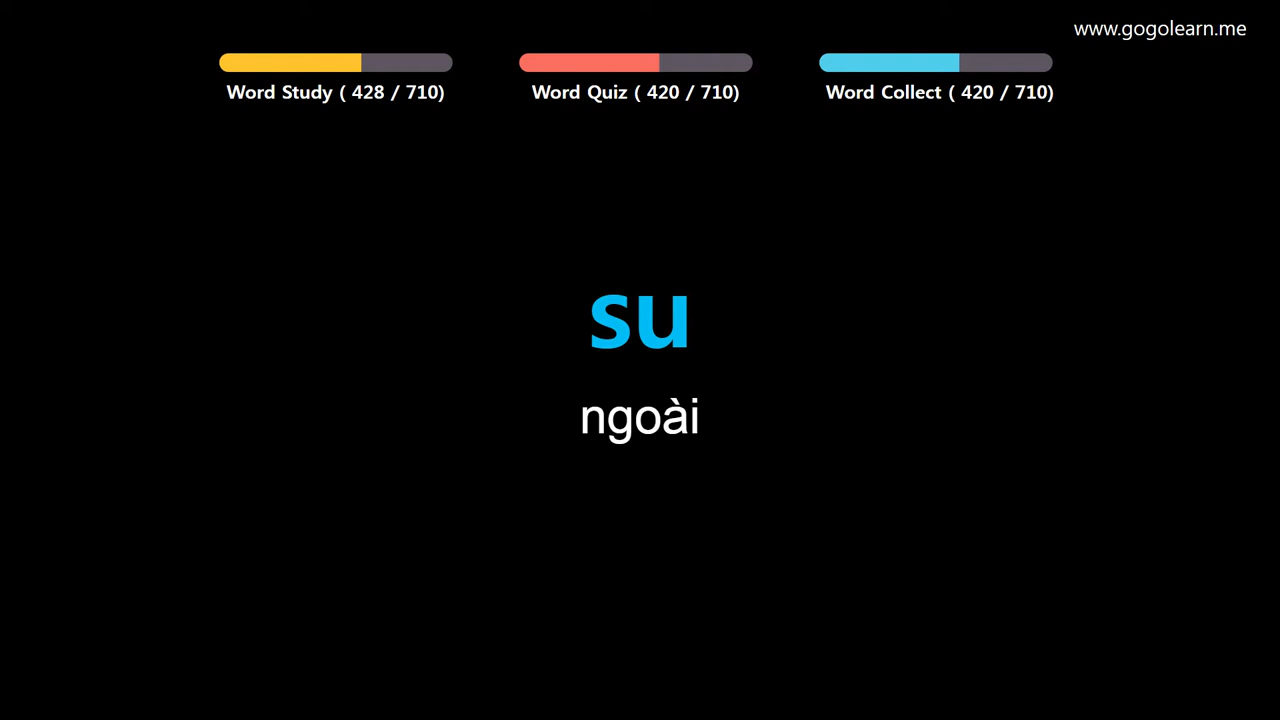 www.gogolearn.me
Word Study ( 428 / 710)
Word Quiz ( 420 / 710)
Word Collect ( 420 / 710)
su
ngoài